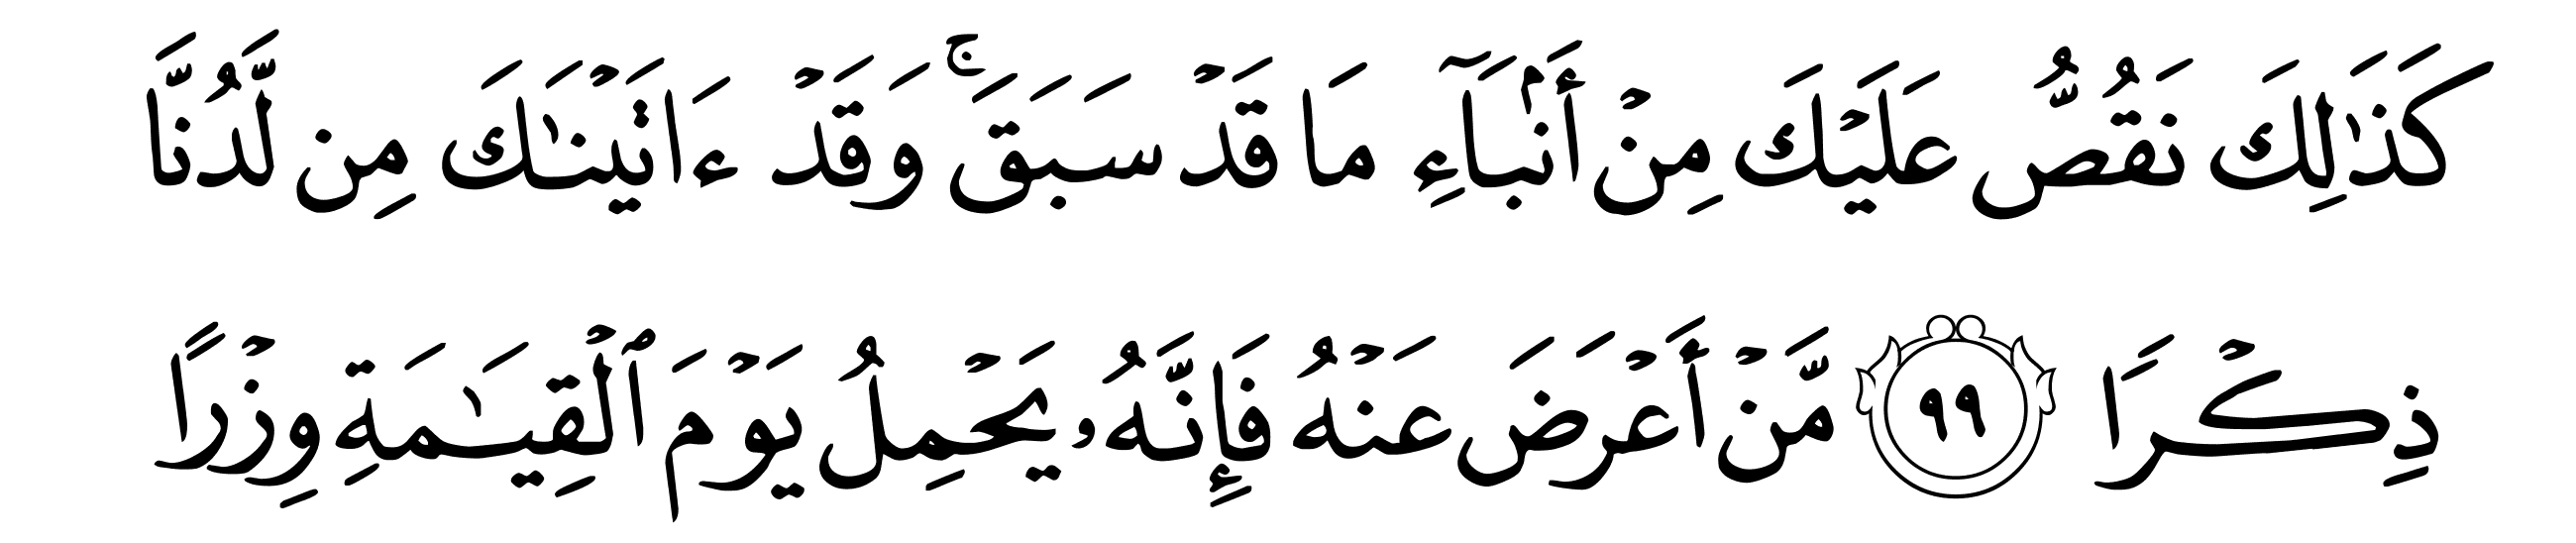 كَذَٰلِكَ نَقُصُّ عَلَيۡكَ مِنۡ أَنۢبَآءِ مَا قَدۡ سَبَقَۚ وَقَدۡ ءَاتَيۡنَٰكَ مِن لَّدُنَّا
ذِكۡرٗا ٩٩ مَّنۡ أَعۡرَضَ عَنۡهُ فَإِنَّهُۥ يَحۡمِلُ يَوۡمَ ٱلۡقِيَٰمَةِ وِزۡرًا